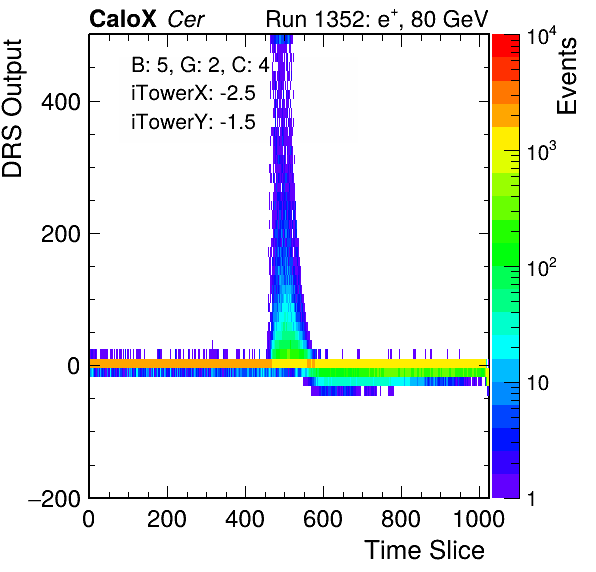 CaloX Cer Run 1352: e+, 80 GeV
B: 5, G: 2, C: 4
iTowerX: -2.5
iTowerY: -1.5
DRS Output
400
200
0
−200
0 200 400 600 800 1000
Time Slice
Events
10^4
10^3
10^2
10
1